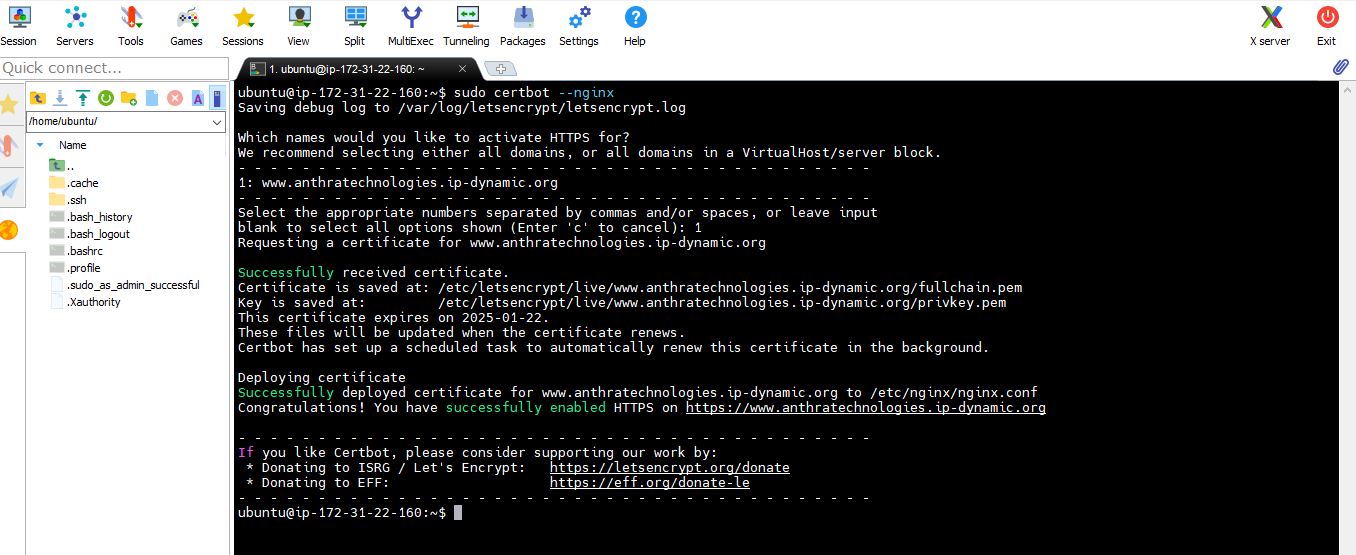 Session Servers Tools Games Sessions View Split MultiExec Tunneling Packages Settings Help X server Exit
Quick connect...
1. ubuntu@ip-172-31-22-160: ~
/home/ubuntu/
Name
..
.cache
.ssh
.bash_history
.bash_logout
.bashrc
.profile
.sudo_as_admin_successful
.Xauthority
ubuntu@ip-172-31-22-160:~$ sudo certbot --nginx
Saving debug log to /var/log/letsencrypt/letsencrypt.log
Which names would you like to activate HTTPS for?
We recommend selecting either all domains, or all domains in a VirtualHost/server block.
- - - - - - - - - - - - - - - - - - - - - - - - - - - - - - - - - - - - - - - -
1: www.anthratechnologies.ip-dynamic.org
- - - - - - - - - - - - - - - - - - - - - - - - - - - - - - - - - - - - - - - -
Select the appropriate numbers separated by commas and/or spaces, or leave input
blank to select all options shown (Enter 'c' to cancel): 1
Requesting a certificate for www.anthratechnologies.ip-dynamic.org
Successfully received certificate.
Certificate is saved at: /etc/letsencrypt/live/www.anthratechnologies.ip-dynamic.org/fullchain.pem
Key is saved at:         /etc/letsencrypt/live/www.anthratechnologies.ip-dynamic.org/privkey.pem
This certificate expires on 2025-01-22.
These files will be updated when the certificate renews.
Certbot has set up a scheduled task to automatically renew this certificate in the background.
Deploying certificate
Successfully deployed certificate for www.anthratechnologies.ip-dynamic.org to /etc/nginx/nginx.conf
Congratulations! You have successfully enabled HTTPS on https://www.anthratechnologies.ip-dynamic.org
- - - - - - - - - - - - - - - - - - - - - - - - - - - - - - - - - - - - - - - -
If you like Certbot, please consider supporting our work by:
* Donating to ISRG / Let's Encrypt:   https://letsencrypt.org/donate
* Donating to EFF:                    https://eff.org/donate-le
- - - - - - - - - - - - - - - - - - - - - - - - - - - - - - - - - - - - - - - -
ubuntu@ip-172-31-22-160:~$